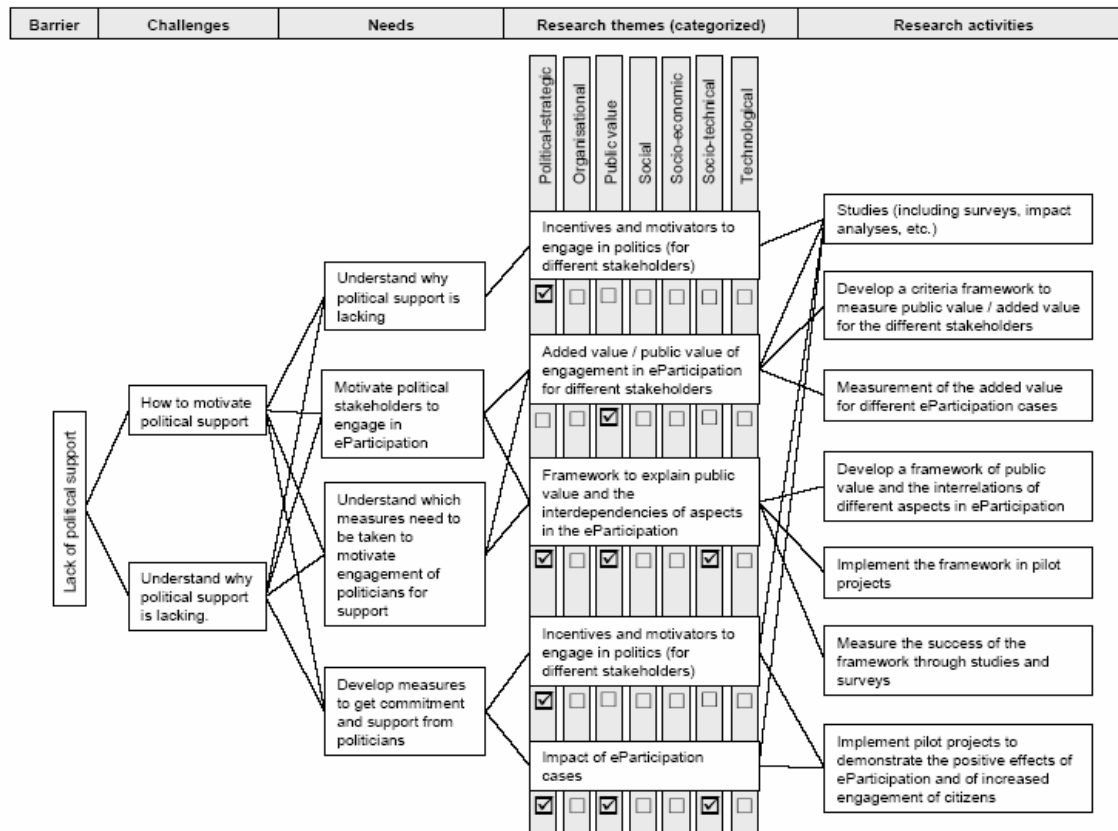 Barrier
Challenges
Needs
Research themes (categorized)
Research activities
Political-strategic
Organisational
Public value
Social
Socio-economic
Socio-technical
Technological
Lack of political support
How to motivate
political support
Understand why
political support
is lacking.
Understand why
political support is
lacking
Motivate political
stakeholders to
engage in
eParticipation
Understand which
measures need to
be taken to
motivate
engagement of
politicians for
support
Develop measures
to get commitment
and support from
politicians
Incentives and motivators to
engage in politics (for
different stakeholders)
Added value / public value of
engagement in eParticipation
for different stakeholders
Framework to explain public
value and the
interdependencies of aspects
in the eParticipation
Incentives and motivators to
engage in politics (for
different stakeholders)
Impact of eParticipation
cases
Studies (including surveys, impact
analyses, etc.)
Develop a criteria framework to
measure public value / added value
for the different stakeholders
Measurement of the added value
for different eParticipation cases
Develop a framework of public
value and the interrelations of
different aspects in eParticipation
Implement the framework in pilot
projects
Measure the success of the
framework through studies and
surveys
Implement pilot projects to
demonstrate the positive effects of
eParticipation and of increased
engagement of citizens